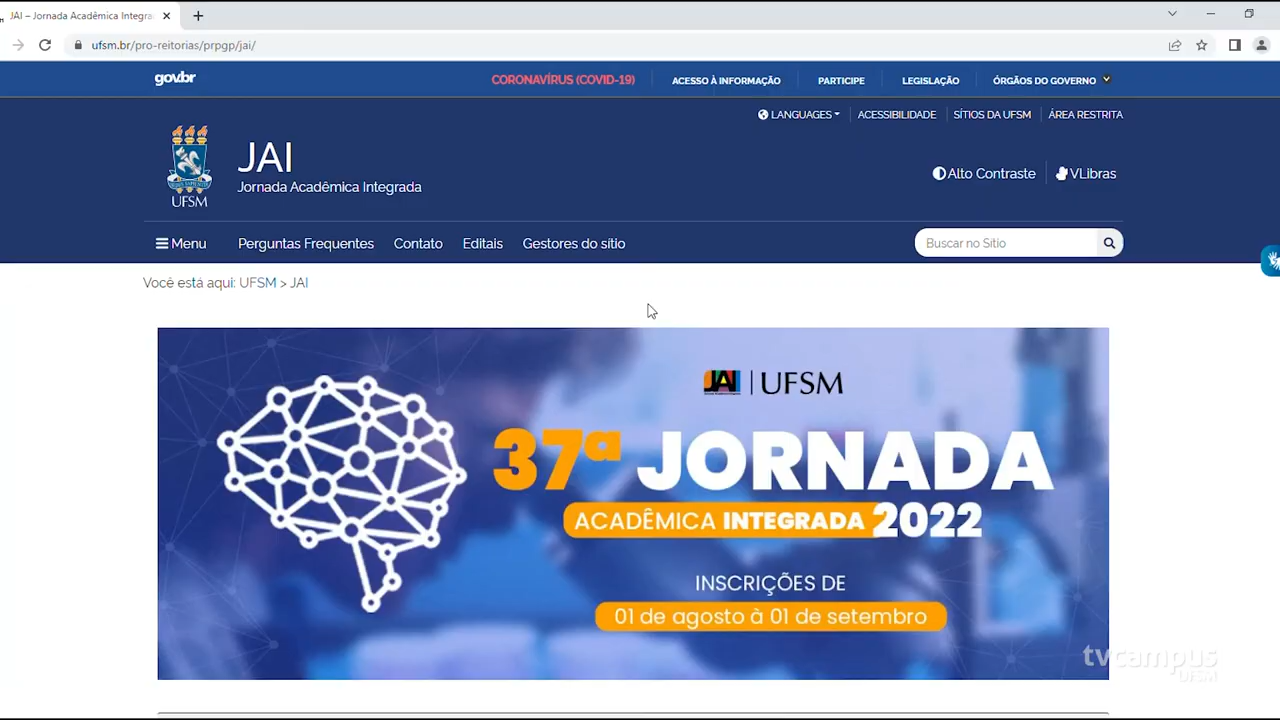 JAI – Jornada Acadêmica Integra
ufsm.br/pro-reitorias/prpgp/jai/
gov.br
CORONAVÍRUS (COVID-19)
ACESSO À INFORMAÇÃO
PARTICIPE
LEGISLAÇÃO
ÓRGÃOS DO GOVERNO
LANGUAGES
ACESSIBILIDADE
SÍTIOS DA UFSM
ÁREA RESTRITA
UFSM
JAI
Jornada Acadêmica Integrada
Alto Contraste
VLibras
Menu
Perguntas Frequentes
Contato
Editais
Gestores do sítio
Buscar no Sítio
Você está aqui: UFSM > JAI
JAI | UFSM
37ª JORNADA
ACADÊMICA INTEGRADA 2022
INSCRIÇÕES DE
01 de agosto à 01 de setembro
tvcampus
UFSM